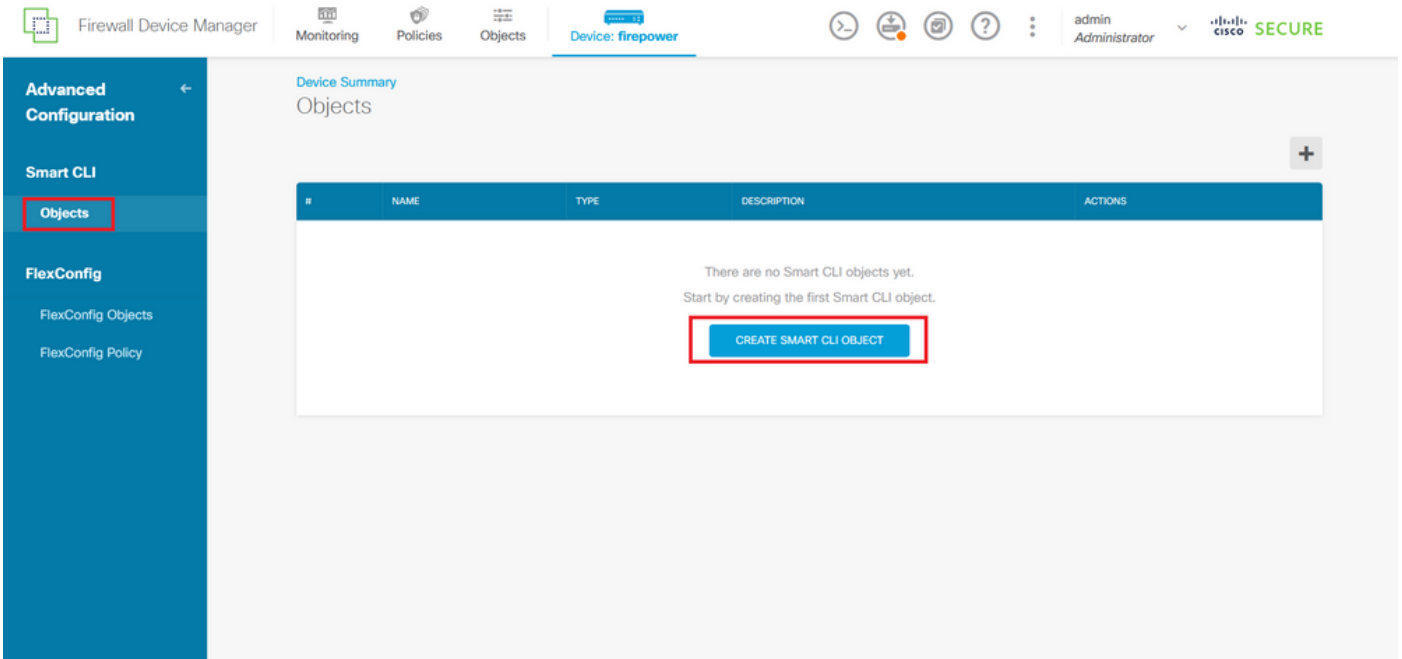 Firewall Device Manager
Monitoring
Policies
Objects
Device: firepower
admin
Administrator
cisco SECURE
Advanced
Configuration
Smart CLI
Objects
FlexConfig
FlexConfig Objects
FlexConfig Policy
Device Summary
Objects
# NAME TYPE DESCRIPTION ACTIONS
There are no Smart CLI objects yet.
Start by creating the first Smart CLI object.
CREATE SMART CLI OBJECT